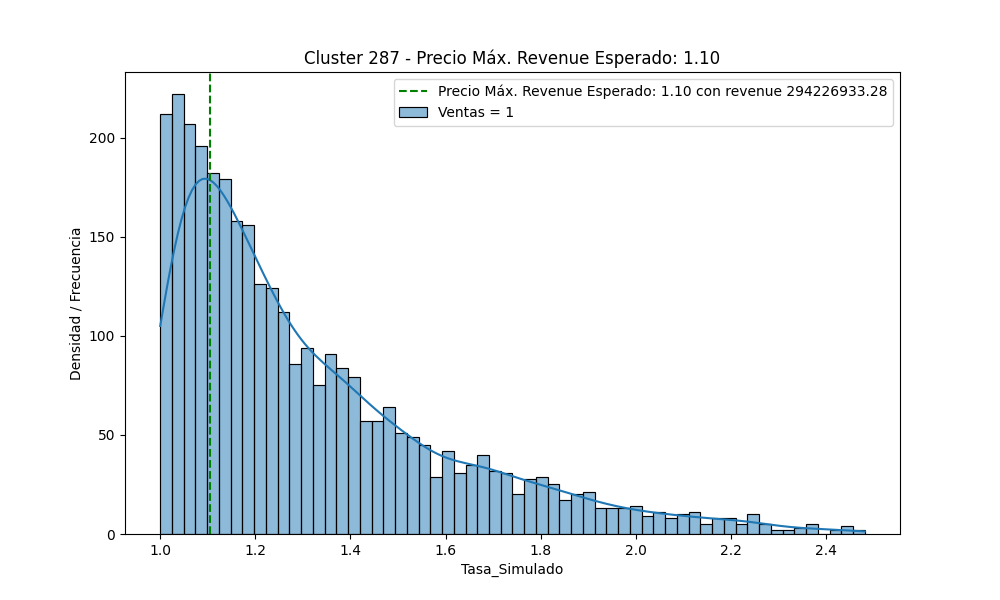 Cluster 287 - Precio Máx. Revenue Esperado: 1.10
Precio Máx. Revenue Esperado: 1.10 con revenue 294226933.28
Ventas = 1
Densidad / Frecuencia
200
150
100
50
0
1.0 1.2 1.4 1.6 1.8 2.0 2.2 2.4
Tasa_Simulado